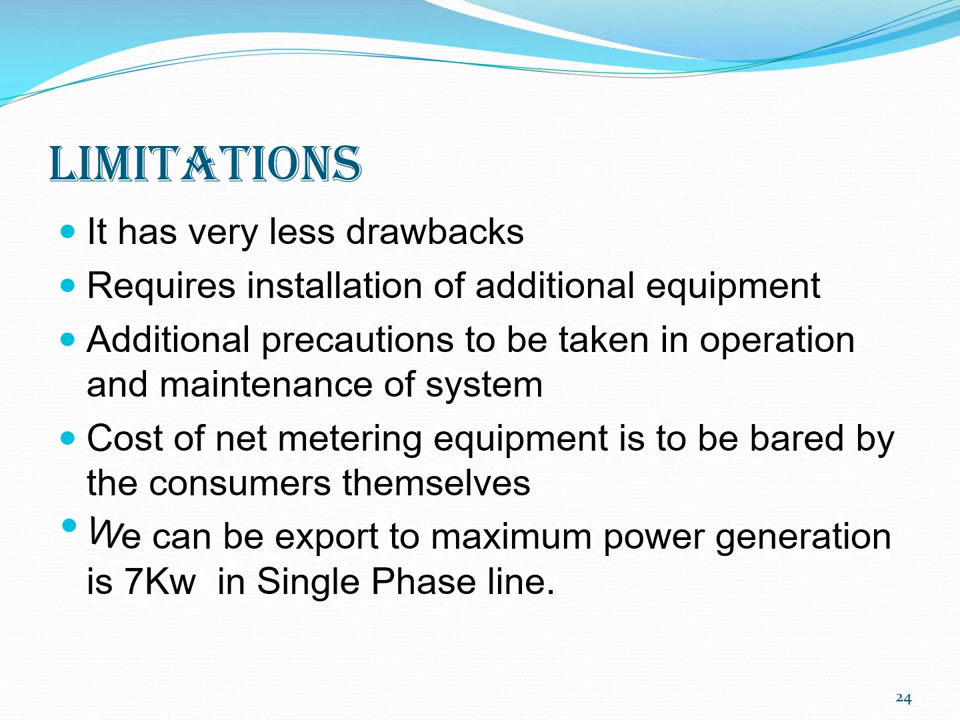 LIMITATIONS
It has very less drawbacks
Requires installation of additional equipment
Additional precautions to be taken in operation
and maintenance of system
Cost of net metering equipment is to be bared by
the consumers themselves
We can be export to maximum power generation
is 7Kw  in Single Phase line.
24